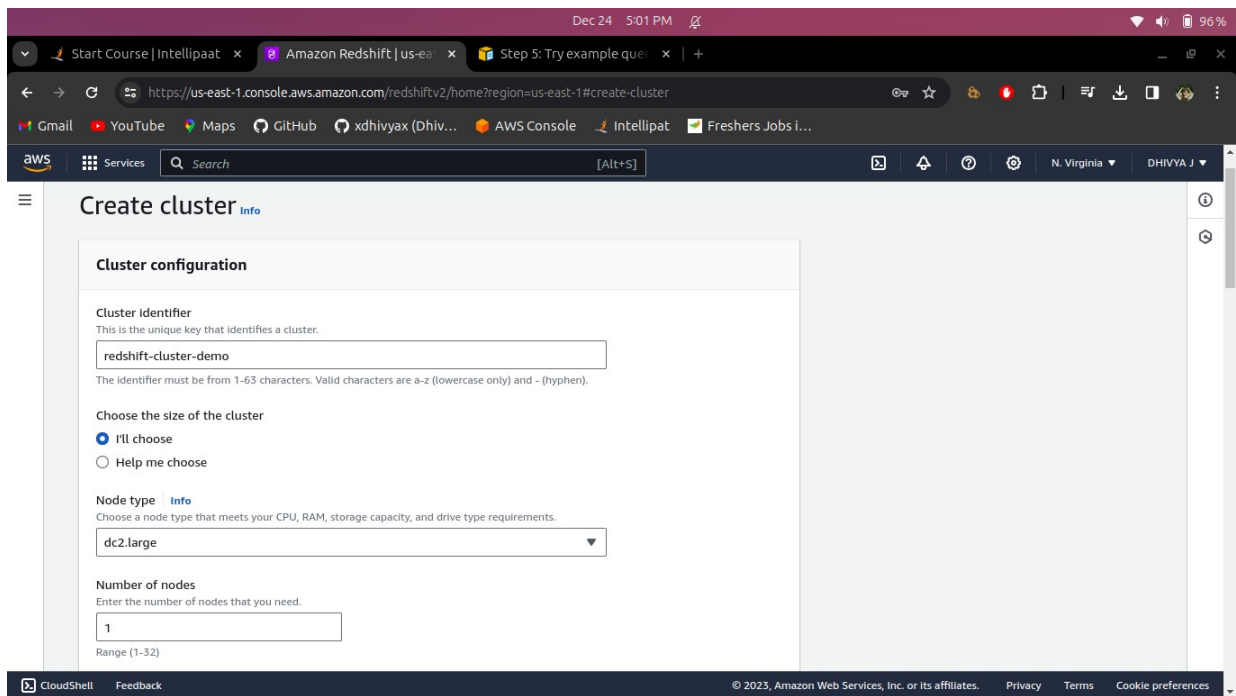 Dec 24 5:01 PM
96%
Start Course | Intellipaat
Amazon Redshift | us-ea
Step 5: Try example quer
https://us-east-1.console.aws.amazon.com/redshiftv2/home?region=us-east-1#create-cluster
Gmail YouTube Maps GitHub xdhivyax (Dhiv... AWS Console Intellipat Freshers Jobs i...
aws Services Search [Alt+S] N. Virginia DHIVYA J
Create cluster Info
Cluster configuration
Cluster identifier
This is the unique key that identifies a cluster.
redshift-cluster-demo
The identifier must be from 1-63 characters. Valid characters are a-z (lowercase only) and - (hyphen).
Choose the size of the cluster
I'll choose
Help me choose
Node type Info
Choose a node type that meets your CPU, RAM, storage capacity, and drive type requirements.
dc2.large
Number of nodes
Enter the number of nodes that you need.
1
Range (1-32)
CloudShell Feedback © 2023, Amazon Web Services, Inc. or its affiliates. Privacy Terms Cookie preferences